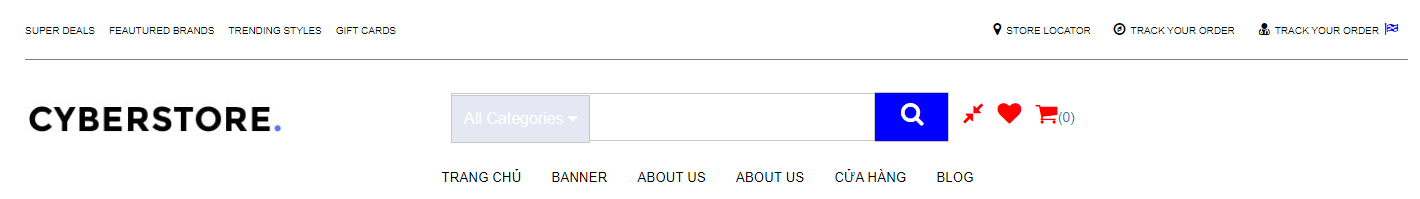 SUPER DEALS FEAUTURED BRANDS TRENDING STYLES GIFT CARDS STORE LOCATOR TRACK YOUR ORDER TRACK YOUR ORDER
CYBERSTORE. All Categories (0)
TRANG CHỦ BANNER ABOUT US ABOUT US CỬA HÀNG BLOG